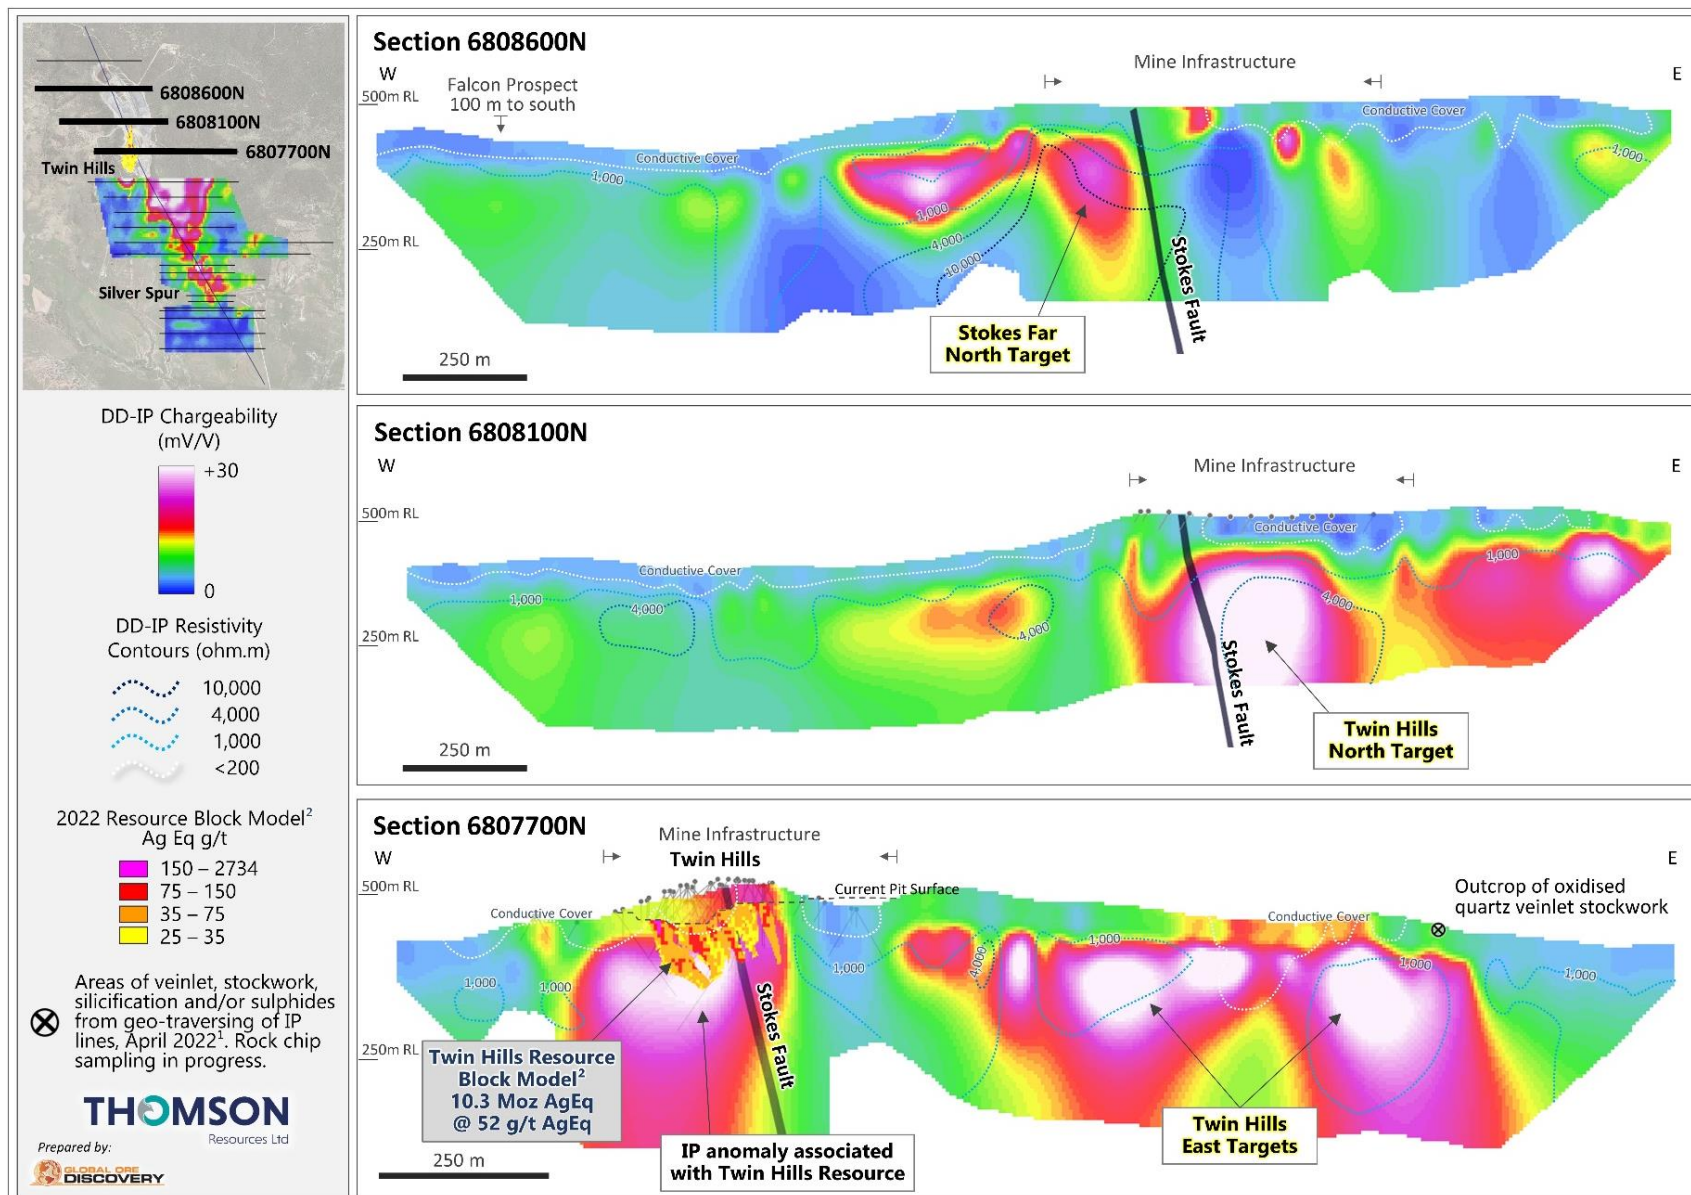 6808600N
6808100N
6807700N
Twin Hills
Silver Spur
DD-IP Chargeability
(mV/V)
+30
0
DD-IP Resistivity
Contours (ohm.m)
10,000
4,000
1,000
<200
2022 Resource Block Model²
Ag Eq g/t
150 – 2734
75 – 150
35 – 75
25 – 35
Areas of veinlet, stockwork,
silicification and/or sulphides
from geo-traversing of IP
lines, April 2022¹. Rock chip
sampling in progress.
THOMSON
Resources Ltd
Prepared by:
GLOBAL ORE
DISCOVERY
Section 6808600N
W
E
Falcon Prospect
100 m to south
Mine Infrastructure
500m RL
Conductive Cover
Conductive Cover
1,000
1,000
1,000
4,000
10,000
250m RL
Stokes Fault
Stokes Far
North Target
250 m
Section 6808100N
W
E
Mine Infrastructure
500m RL
Conductive Cover
Conductive Cover
1,000
4,000
4,000
4,000
1,000
250m RL
Stokes Fault
Twin Hills
North Target
250 m
Section 6807700N
W
E
Mine Infrastructure
Twin Hills
500m RL
Current Pit Surface
Conductive Cover
Conductive Cover
Outcrop of oxidised
quartz veinlet stockwork
1,000
1,000
1,000
4,000
1,000
1,000
1,000
250m RL
Stokes Fault
Twin Hills Resource
Block Model²
10.3 Moz AgEq
@ 52 g/t AgEq
IP anomaly associated
with Twin Hills Resource
Twin Hills
East Targets
250 m